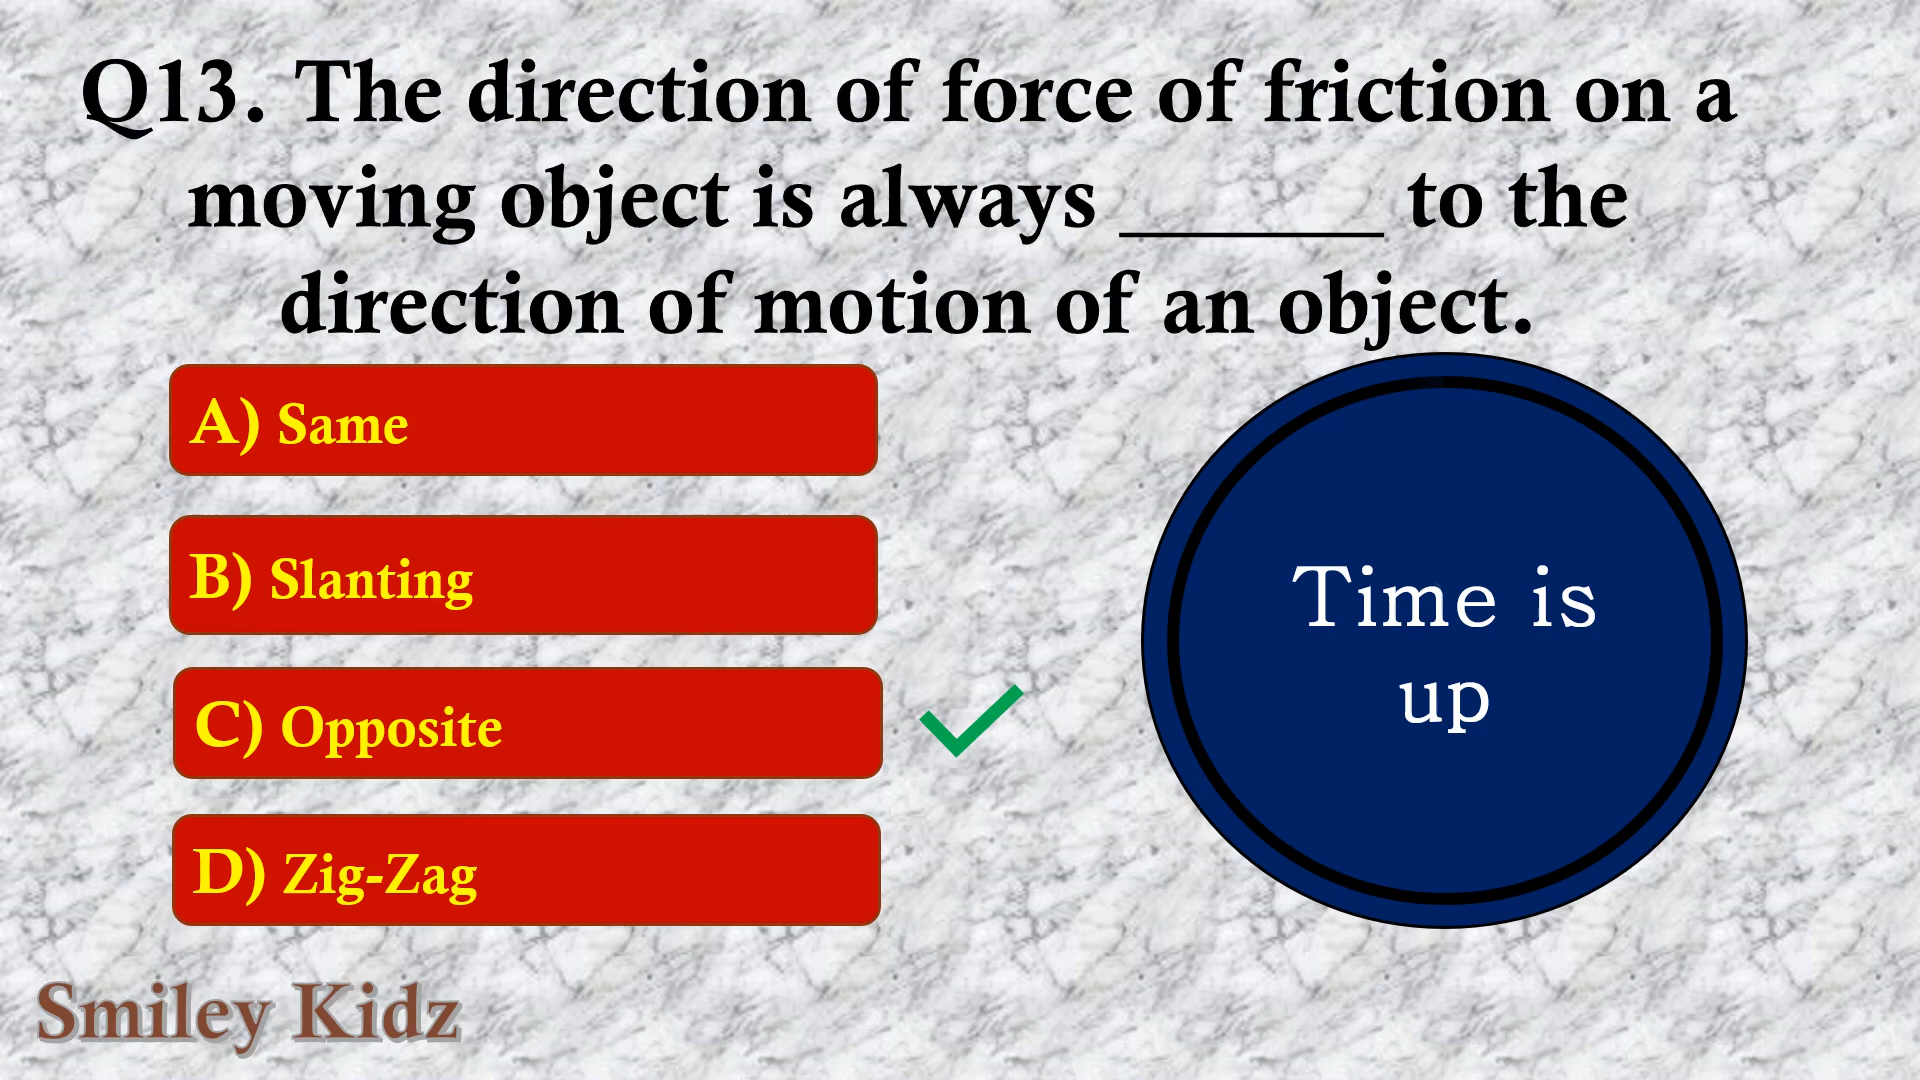 Q13. The direction of force of friction on a
moving object is always ______ to the
direction of motion of an object.
A) Same
B) Slanting
C) Opposite
D) Zig-Zag
Time is
up
Smiley Kidz